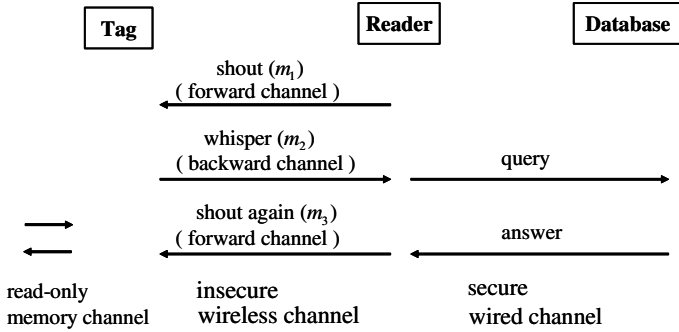 Tag
Reader
Database
shout (m₁)
( forward channel )
whisper (m₂)
( backward channel )
query
shout again (m₃)
( forward channel )
answer
read-only
memory channel
insecure
wireless channel
secure
wired channel